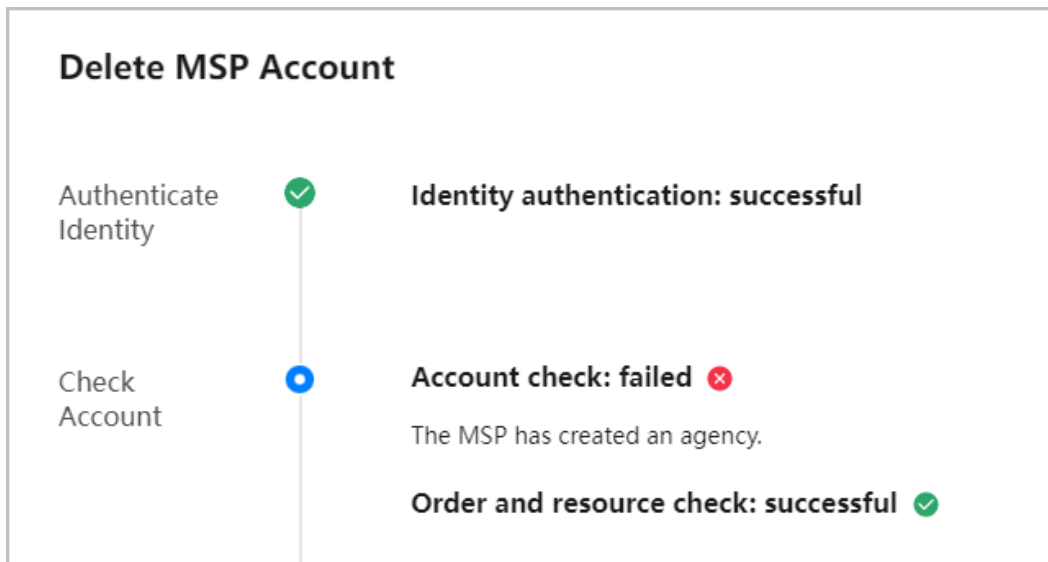 Delete MSP Account
Authenticate
Identity
Identity authentication: successful
Check
Account
Account check: failed
The MSP has created an agency.
Order and resource check: successful